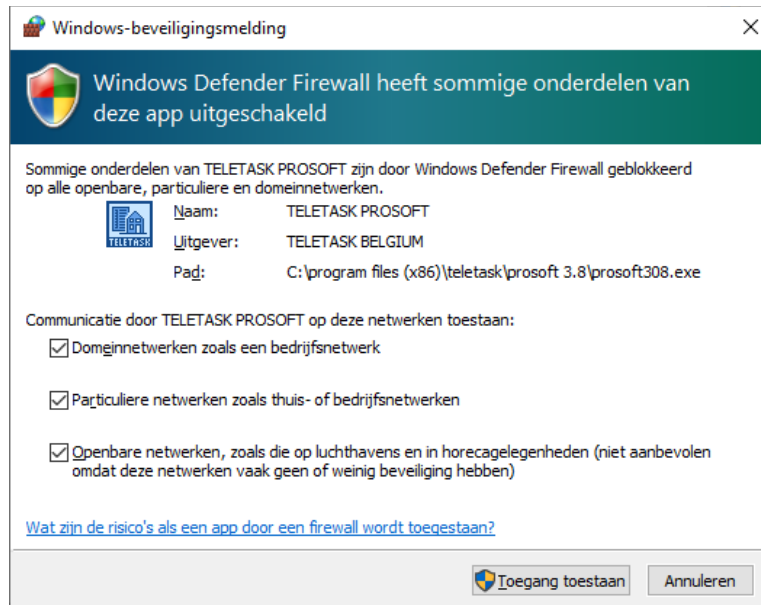 Windows-beveiligingsmelding
Windows Defender Firewall heeft sommige onderdelen van
deze app uitgeschakeld
Sommige onderdelen van TELETASK PROSOFT zijn door Windows Defender Firewall geblokkeerd
op alle openbare, particuliere en domeinnetwerken.
TELETASK
Naam: TELETASK PROSOFT
Uitgever: TELETASK BELGIUM
Pad: C:\program files (x86)\teletask\prosoft 3.8\prosoft308.exe
Communicatie door TELETASK PROSOFT op deze netwerken toestaan:
Domeinnetwerken zoals een bedrijfsnetwerk
Particuliere netwerken zoals thuis- of bedrijfsnetwerken
Openbare netwerken, zoals die op luchthavens en in horecagelegenheden (niet aanbevolen
omdat deze netwerken vaak geen of weinig beveiliging hebben)
Wat zijn de risico's als een app door een firewall wordt toegestaan?
Toegang toestaan Annuleren